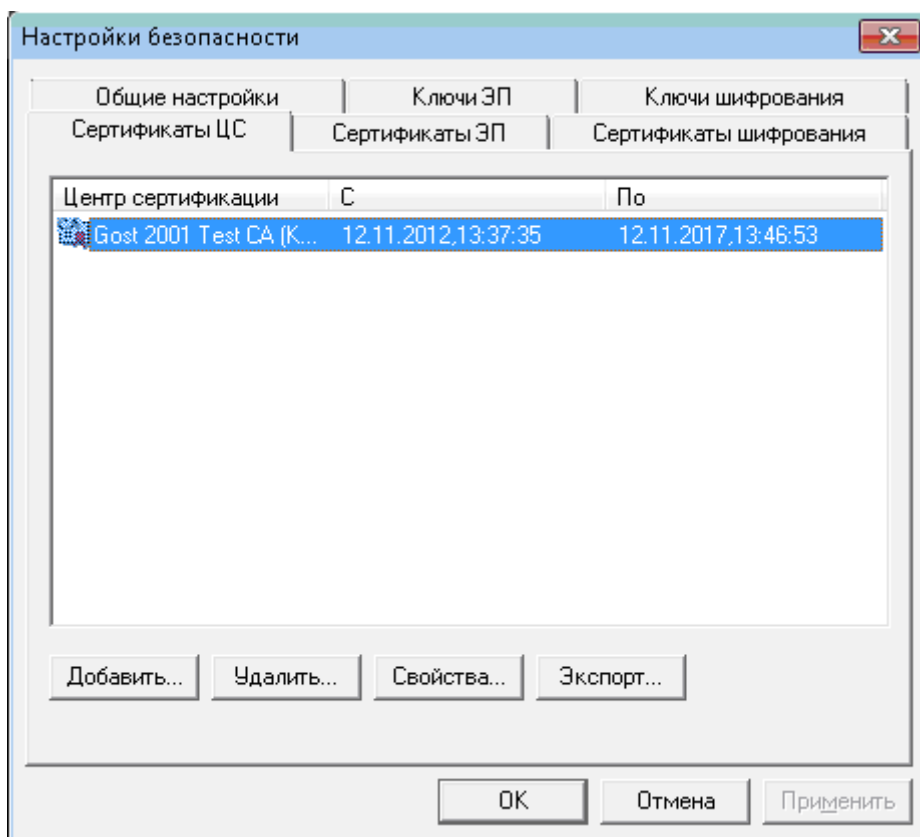 Настройки безопасности
Общие настройки Ключи ЭП Ключи шифрования
Сертификаты ЦС Сертификаты ЭП Сертификаты шифрования
Центр сертификации С По
Gost 2001 Test CA (K... 12.11.2012,13:37:35 12.11.2017,13:46:53
Добавить... Удалить... Свойства... Экспорт...
OK Отмена Применить